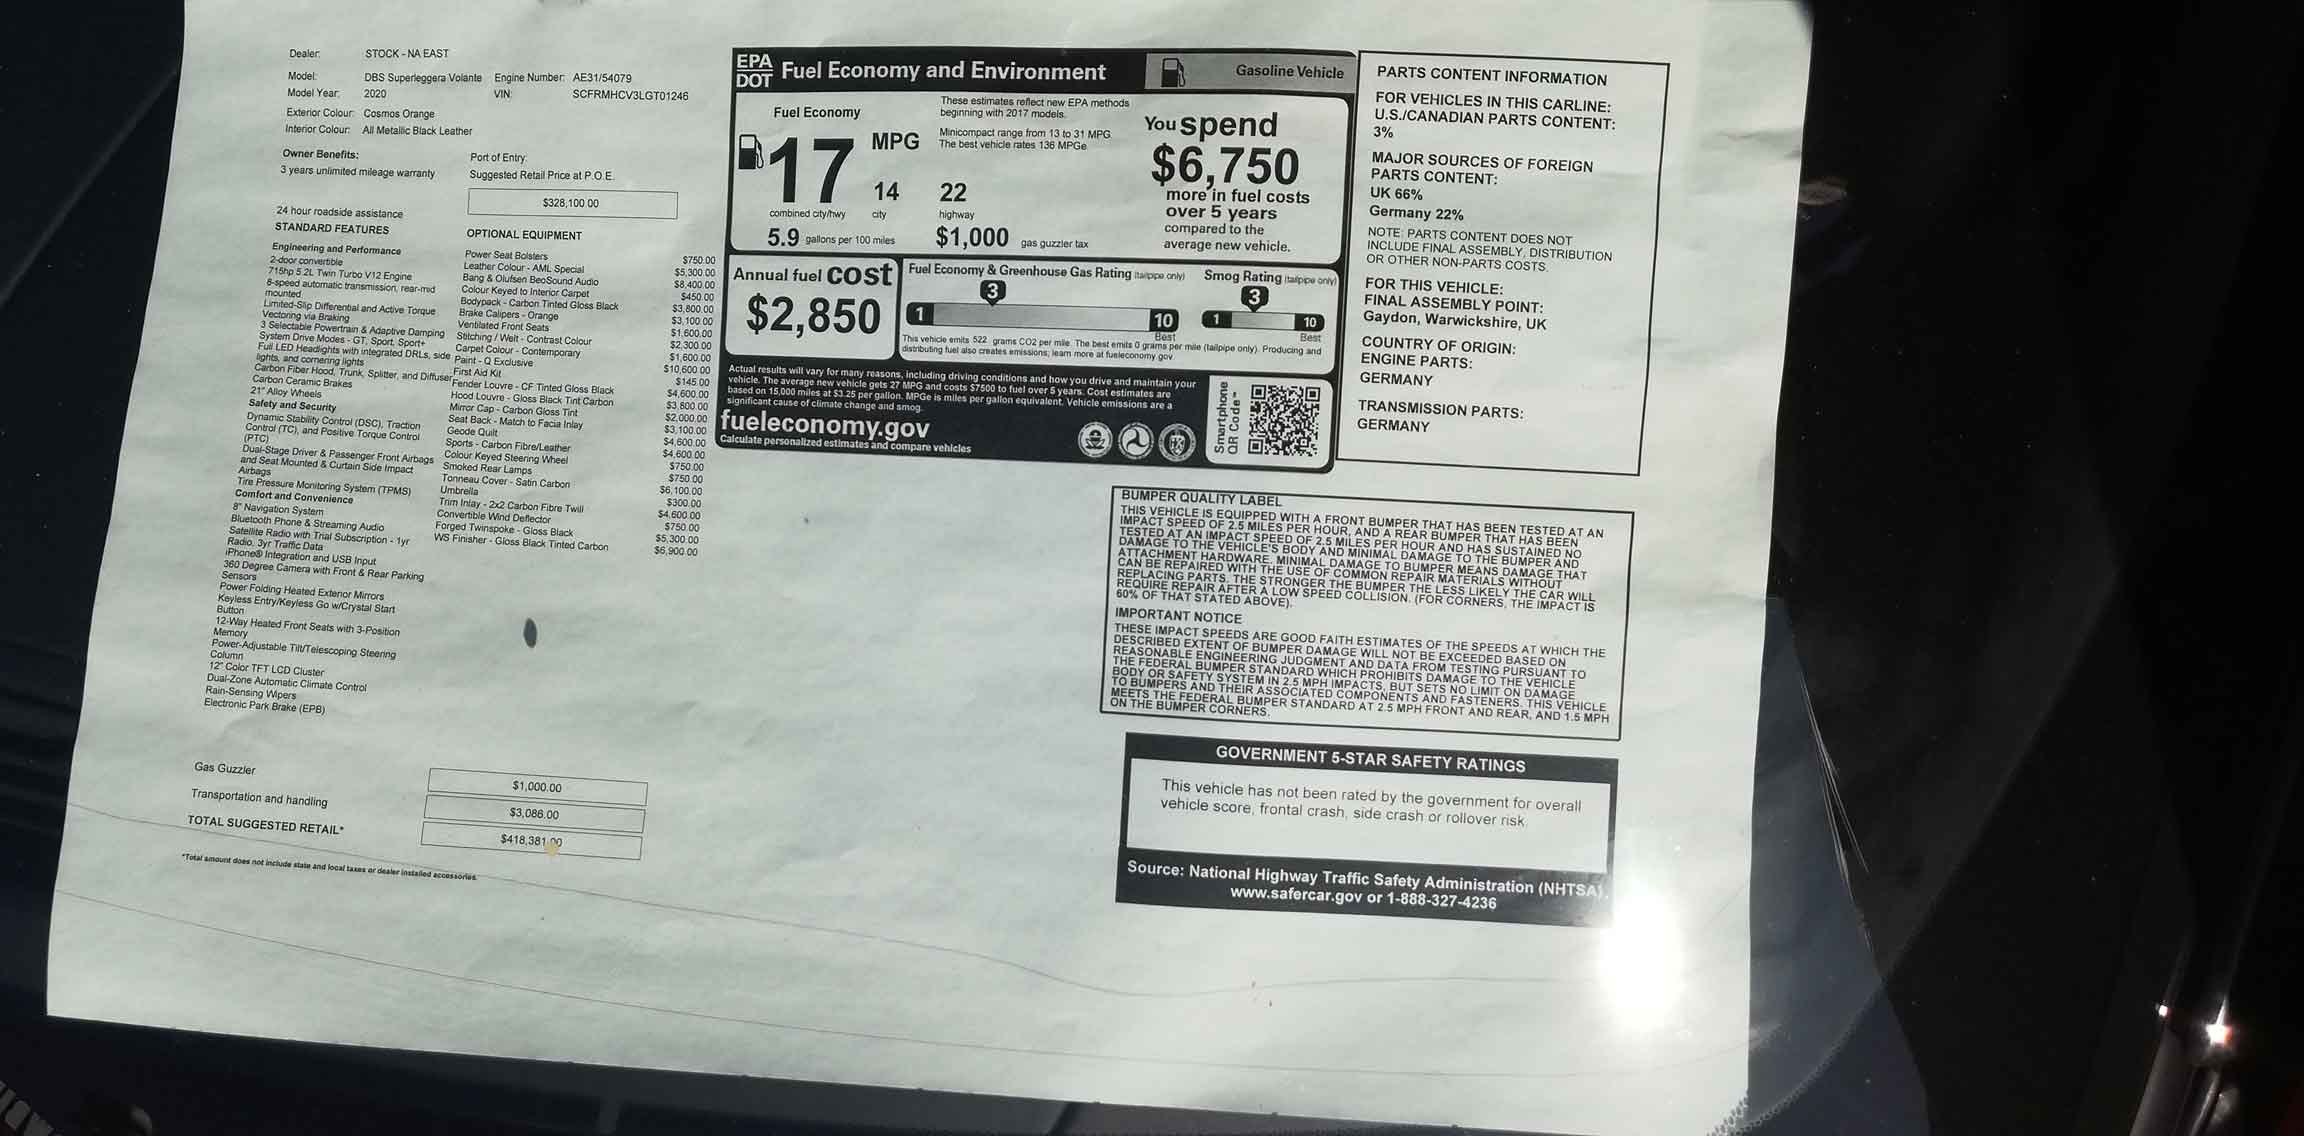 Dealer: STOCK - NA EAST
Model: DBS Superleggera Volante Engine Number: AE31/54079
Model Year: 2020 VIN: SCFRMHCV3LGT01246
Exterior Colour: Cosmos Orange
Interior Colour: All Metallic Black Leather
Owner Benefits:
3 years unlimited mileage warranty
24 hour roadside assistance
Port of Entry:
Suggested Retail Price at P.O.E.
$328,100.00
STANDARD FEATURES
Engineering and Performance
2-door convertible
715hp 5.2L Twin Turbo V12 Engine
8-speed automatic transmission, rear-mid
mounted
Limited-Slip Differential and Active Torque
Vectoring via Braking
3 Selectable Powertrain & Adaptive Damping
System Drive Modes - GT, Sport, Sport+
Full LED Headlights with integrated DRLs, side
lights, and cornering lights
Carbon Fiber Hood, Trunk, Splitter, and Diffuser
Carbon Ceramic Brakes
21" Alloy Wheels
Safety and Security
Dynamic Stability Control (DSC), Traction
Control (TC), and Positive Torque Control
(PTC)
Dual-Stage Driver & Passenger Front Airbags
and Seat Mounted & Curtain Side Impact
Airbags
Tire Pressure Monitoring System (TPMS)
Comfort and Convenience
8" Navigation System
Bluetooth Phone & Streaming Audio
Satellite Radio with Trial Subscription - 1yr
Radio, 3yr Traffic Data
iPhone® Integration and USB Input
360 Degree Camera with Front & Rear Parking
Sensors
Power Folding Heated Exterior Mirrors
Keyless Entry/Keyless Go w/Crystal Start
Button
12-Way Heated Front Seats with 3-Position
Memory
Power-Adjustable Tilt/Telescoping Steering
Column
12" Color TFT LCD Cluster
Dual-Zone Automatic Climate Control
Rain-Sensing Wipers
Electronic Park Brake (EPB)
OPTIONAL EQUIPMENT
Power Seat Bolsters $750.00
Leather Colour - AML Special $5,300.00
Bang & Olufsen BeoSound Audio $8,400.00
Colour Keyed to Interior Carpet $450.00
Bodypack - Carbon Tinted Gloss Black $3,800.00
Brake Calipers - Orange $3,100.00
Ventilated Front Seats $1,600.00
Stitching / Welt - Contrast Colour $2,300.00
Carpet Colour - Contemporary $1,600.00
Paint - Q Exclusive $10,600.00
First Aid Kit $145.00
Fender Louvre - CF Tinted Gloss Black $4,600.00
Hood Louvre - Gloss Black Tint Carbon $3,800.00
Mirror Cap - Carbon Gloss Tint $2,000.00
Seat Back - Match to Facia Inlay $3,100.00
Geode Quilt $4,600.00
Sports - Carbon Fibre/Leather $4,600.00
Colour Keyed Steering Wheel $750.00
Smoked Rear Lamps $750.00
Tonneau Cover - Satin Carbon $6,100.00
Umbrella $300.00
Trim Inlay - 2x2 Carbon Fibre Twill $4,600.00
Convertible Wind Deflector $750.00
Forged Twinspoke - Gloss Black $5,300.00
WS Finisher - Gloss Black Tinted Carbon $6,900.00
Gas Guzzler $1,000.00
Transportation and handling $3,086.00
TOTAL SUGGESTED RETAIL* $418,381.00
*Total amount does not include state and local taxes or dealer installed accessories.
EPA
DOT
Fuel Economy and Environment
Gasoline Vehicle
Fuel Economy
17 MPG
combined city/hwy
14
city
22
highway
5.9 gallons per 100 miles
$1,000 gas guzzler tax
These estimates reflect new EPA methods
beginning with 2017 models.
Minicompact range from 13 to 31 MPG.
The best vehicle rates 136 MPGe.
You spend
$6,750
more in fuel costs
over 5 years
compared to the
average new vehicle.
Annual fuel cost
$2,850
Fuel Economy & Greenhouse Gas Rating (tailpipe only)
3
1
10
Best
Smog Rating (tailpipe only)
3
1
10
Best
This vehicle emits 522 grams CO2 per mile. The best emits 0 grams per mile (tailpipe only). Producing and
distributing fuel also creates emissions; learn more at fueleconomy.gov
Actual results will vary for many reasons, including driving conditions and how you drive and maintain your
vehicle. The average new vehicle gets 27 MPG and costs $7500 to fuel over 5 years. Cost estimates are
based on 15,000 miles at $3.25 per gallon. MPGe is miles per gallon equivalent. Vehicle emissions are a
significant cause of climate change and smog.
fueleconomy.gov
Calculate personalized estimates and compare vehicles
Smartphone
QR Code™
PARTS CONTENT INFORMATION
FOR VEHICLES IN THIS CARLINE:
U.S./CANADIAN PARTS CONTENT:
3%
MAJOR SOURCES OF FOREIGN
PARTS CONTENT:
UK 66%
Germany 22%
NOTE: PARTS CONTENT DOES NOT
INCLUDE FINAL ASSEMBLY, DISTRIBUTION
OR OTHER NON-PARTS COSTS.
FOR THIS VEHICLE:
FINAL ASSEMBLY POINT:
Gaydon, Warwickshire, UK
COUNTRY OF ORIGIN:
ENGINE PARTS:
GERMANY
TRANSMISSION PARTS:
GERMANY
BUMPER QUALITY LABEL
THIS VEHICLE IS EQUIPPED WITH A FRONT BUMPER THAT HAS BEEN TESTED AT AN
IMPACT SPEED OF 2.5 MILES PER HOUR, AND A REAR BUMPER THAT HAS BEEN
TESTED AT AN IMPACT SPEED OF 2.5 MILES PER HOUR AND HAS SUSTAINED NO
DAMAGE TO THE VEHICLE'S BODY AND MINIMAL DAMAGE TO THE BUMPER AND
ATTACHMENT HARDWARE. MINIMAL DAMAGE TO BUMPER MEANS DAMAGE THAT
CAN BE REPAIRED WITH THE USE OF COMMON REPAIR MATERIALS WITHOUT
REPLACING PARTS. THE STRONGER THE BUMPER THE LESS LIKELY THE CAR WILL
REQUIRE REPAIR AFTER A LOW SPEED COLLISION. (FOR CORNERS, THE IMPACT IS
60% OF THAT STATED ABOVE).
IMPORTANT NOTICE
THESE IMPACT SPEEDS ARE GOOD FAITH ESTIMATES OF THE SPEEDS AT WHICH THE
DESCRIBED EXTENT OF BUMPER DAMAGE WILL NOT BE EXCEEDED BASED ON
REASONABLE ENGINEERING JUDGMENT AND DATA FROM TESTING PURSUANT TO
THE FEDERAL BUMPER STANDARD WHICH PROHIBITS DAMAGE TO THE VEHICLE
BODY OR SAFETY SYSTEM IN 2.5 MPH IMPACTS, BUT SETS NO LIMIT ON DAMAGE
TO BUMPERS AND THEIR ASSOCIATED COMPONENTS AND FASTENERS. THIS VEHICLE
MEETS THE FEDERAL BUMPER STANDARD AT 2.5 MPH FRONT AND REAR, AND 1.5 MPH
ON THE BUMPER CORNERS.
GOVERNMENT 5-STAR SAFETY RATINGS
This vehicle has not been rated by the government for overall
vehicle score, frontal crash, side crash or rollover risk.
Source: National Highway Traffic Safety Administration (NHTSA).
www.safercar.gov or 1-888-327-4236